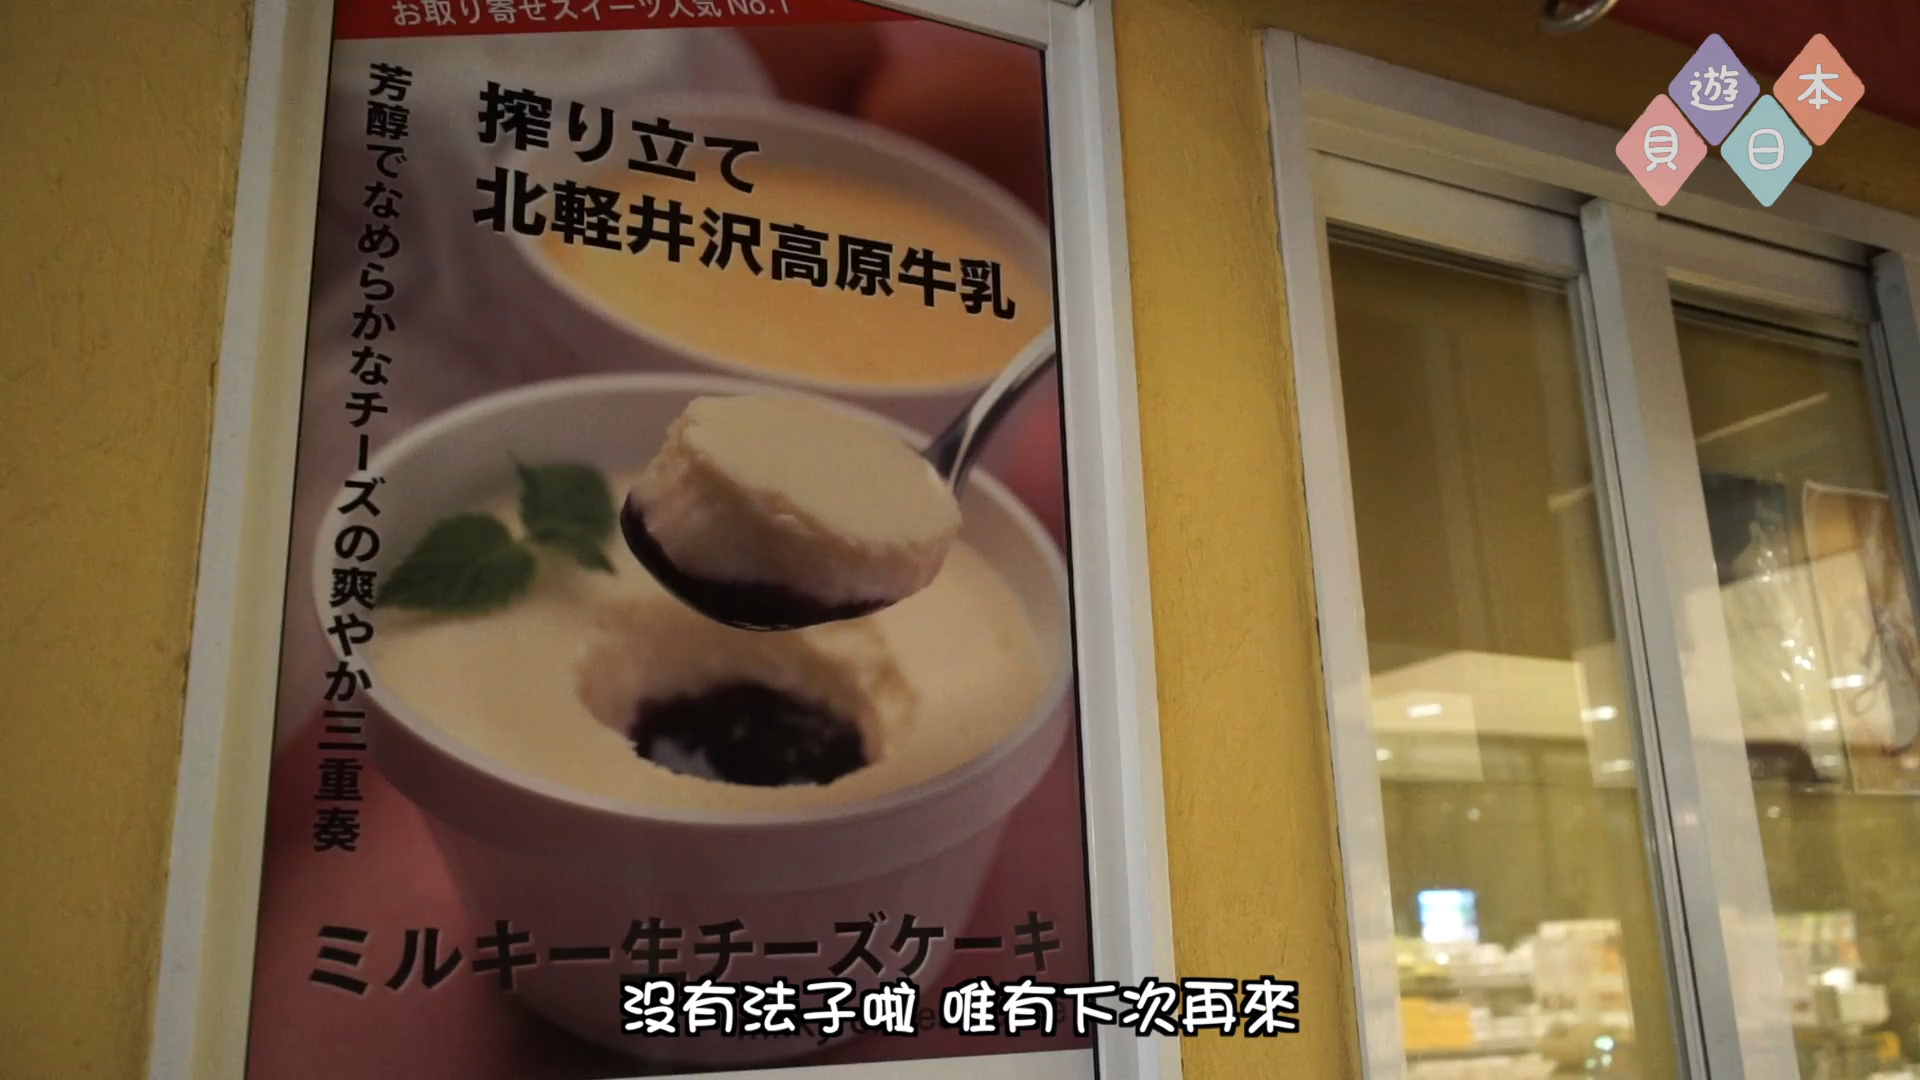 お取り寄せスイーツ人気No.1
搾り立て
北軽井沢高原牛乳
芳醇でなめらかなチーズの爽やか三重奏
ミルキー生チーズケーキ
貝遊日本
没有法子啦 唯有下次再來